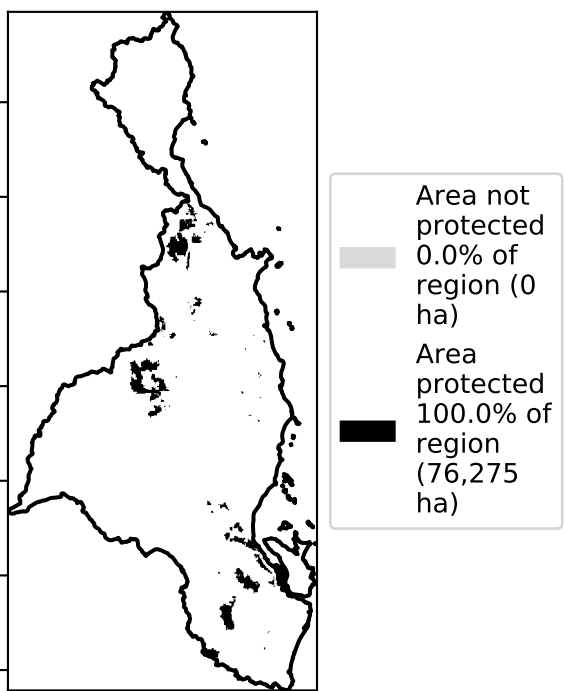 Area not
protected
0.0% of
region (0
ha)
Area
protected
100.0% of
region
(76,275
ha)